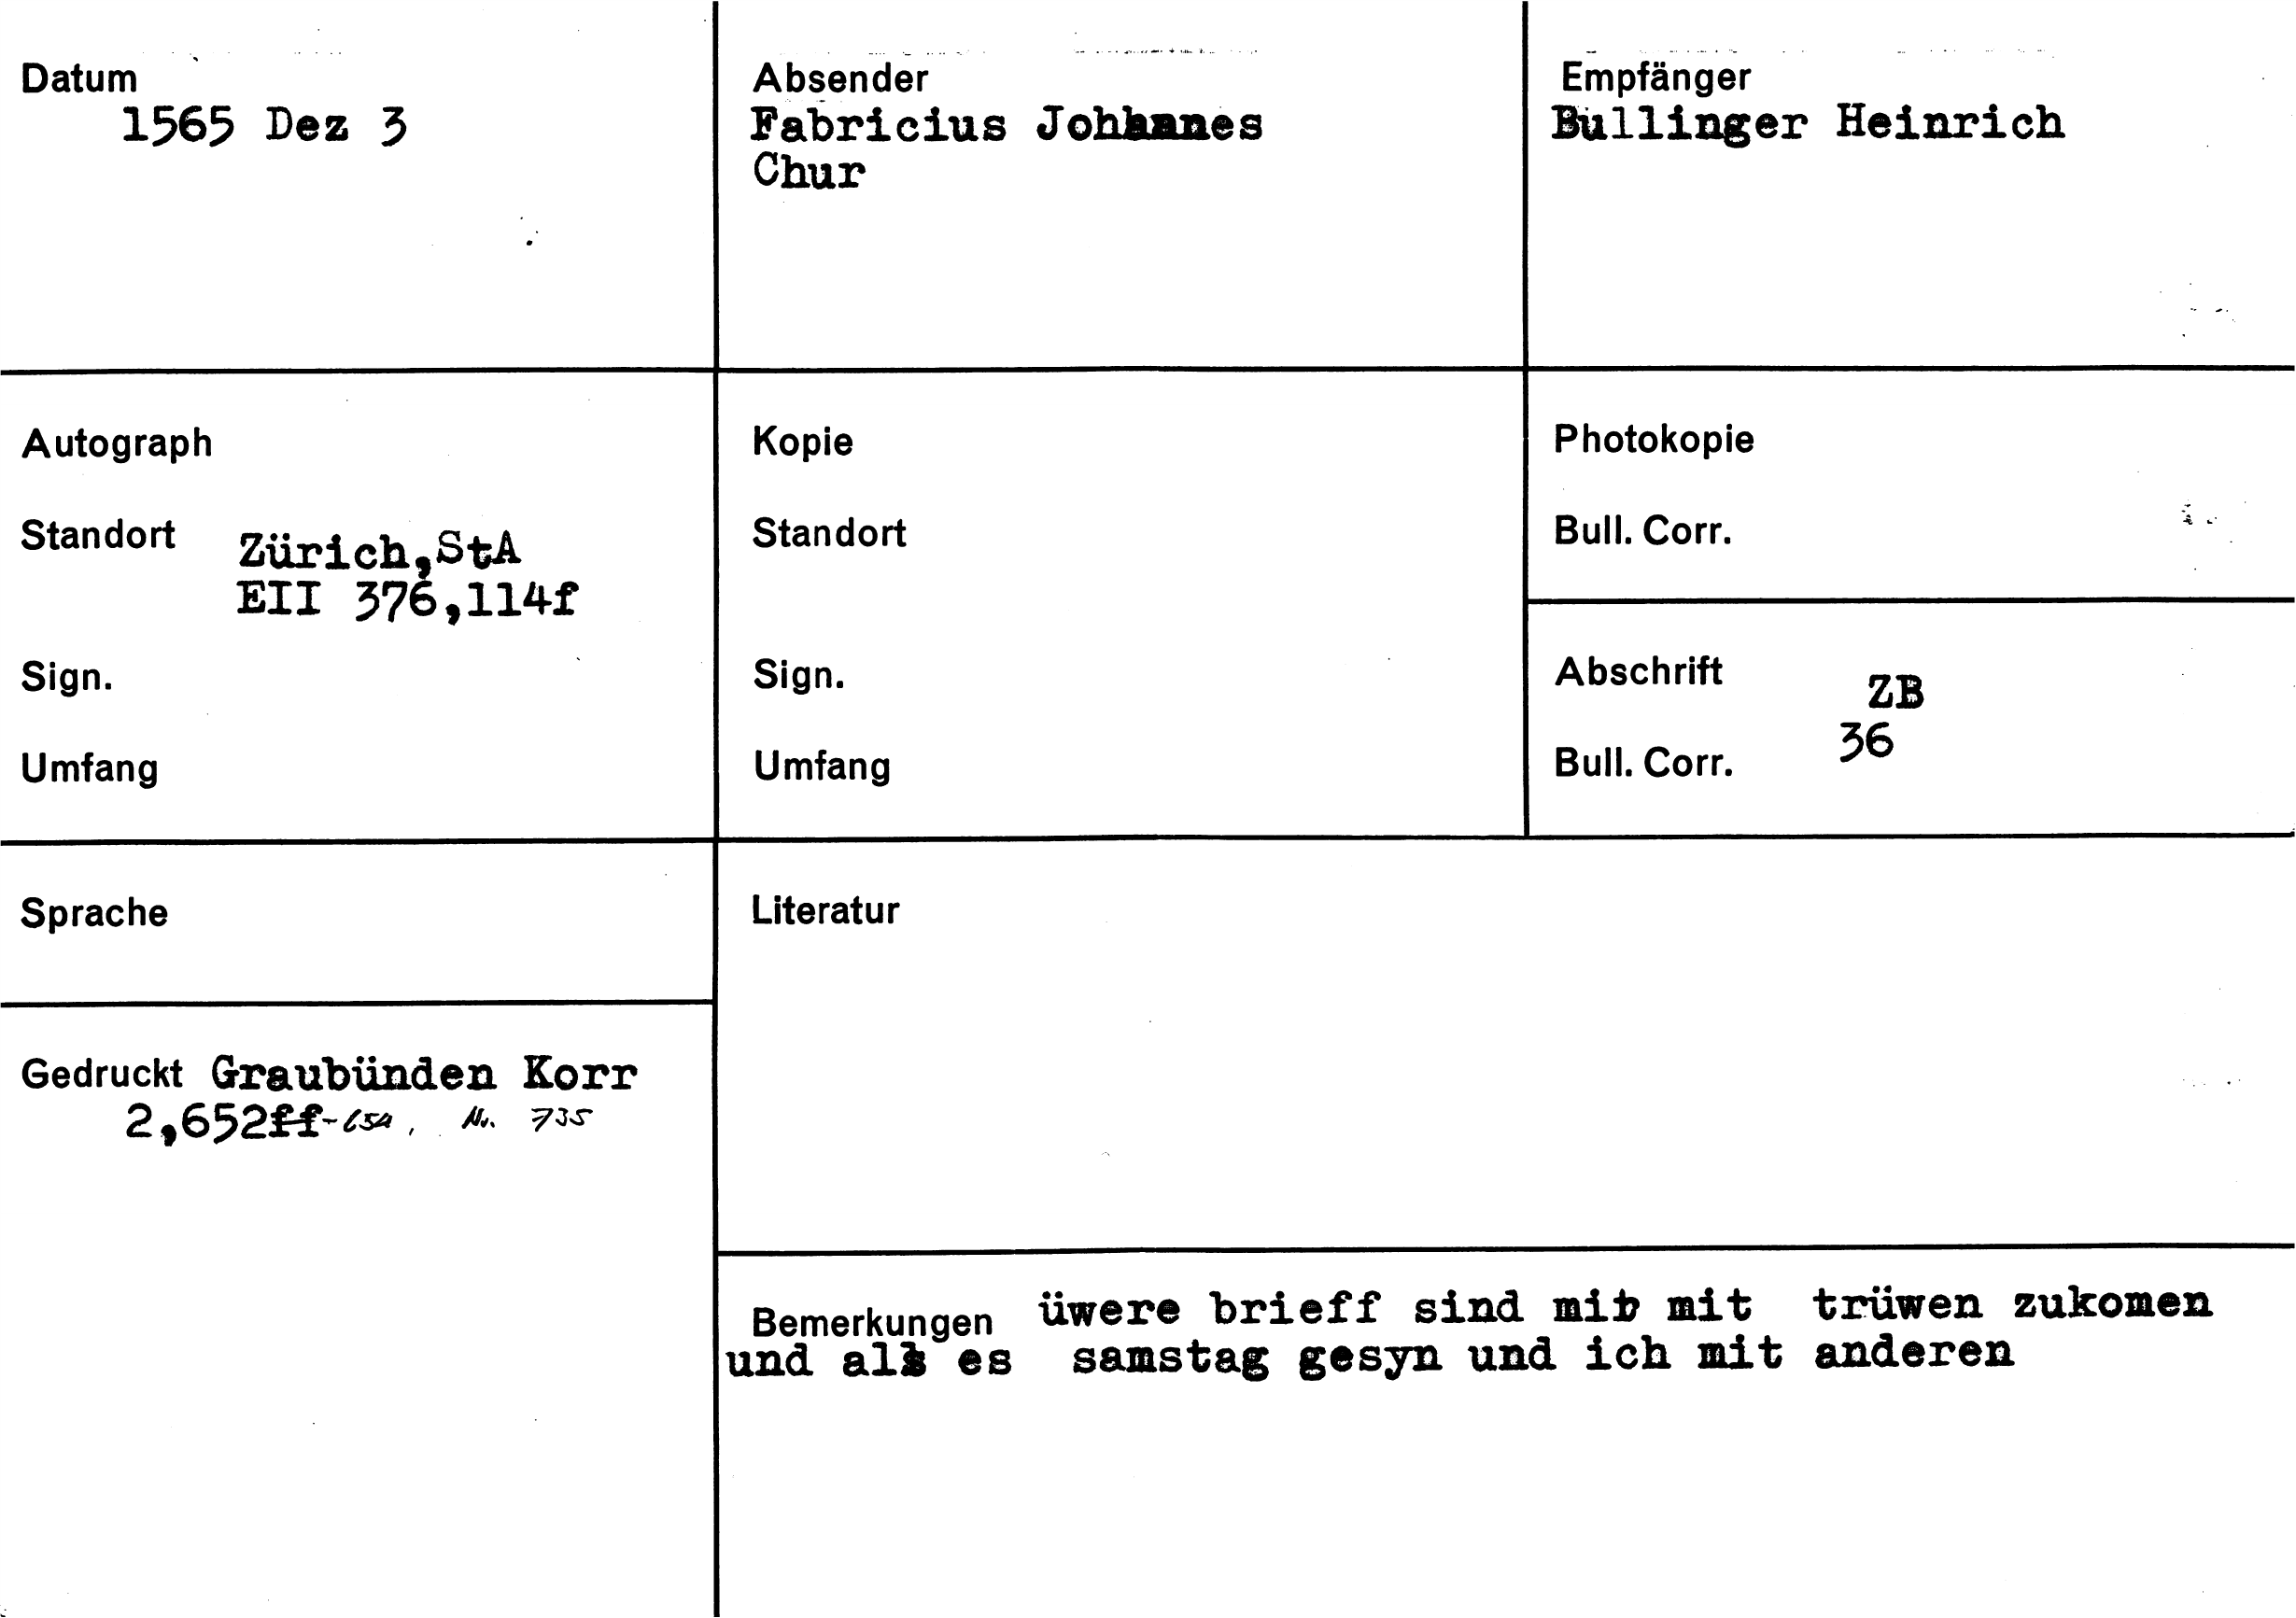 Datum
1565 Dez 3
Absender
Fabricius Johannes
Chur
Empfänger
Bullinger Heinrich
Autograph
Standort Zürich,StA
EII 376,114f
Sign.
Umfang
Kopie
Standort
Sign.
Umfang
Photokopie
Bull. Corr.
Abschrift ZB
36
Bull. Corr.
Sprache
Literatur
Gedruckt Graubünden Korr
2,652ff-654, Nr. 735
Bemerkungen üwere brieff sind mir mit trüwen zukomen
und als es samstag gesyn und ich mit anderen